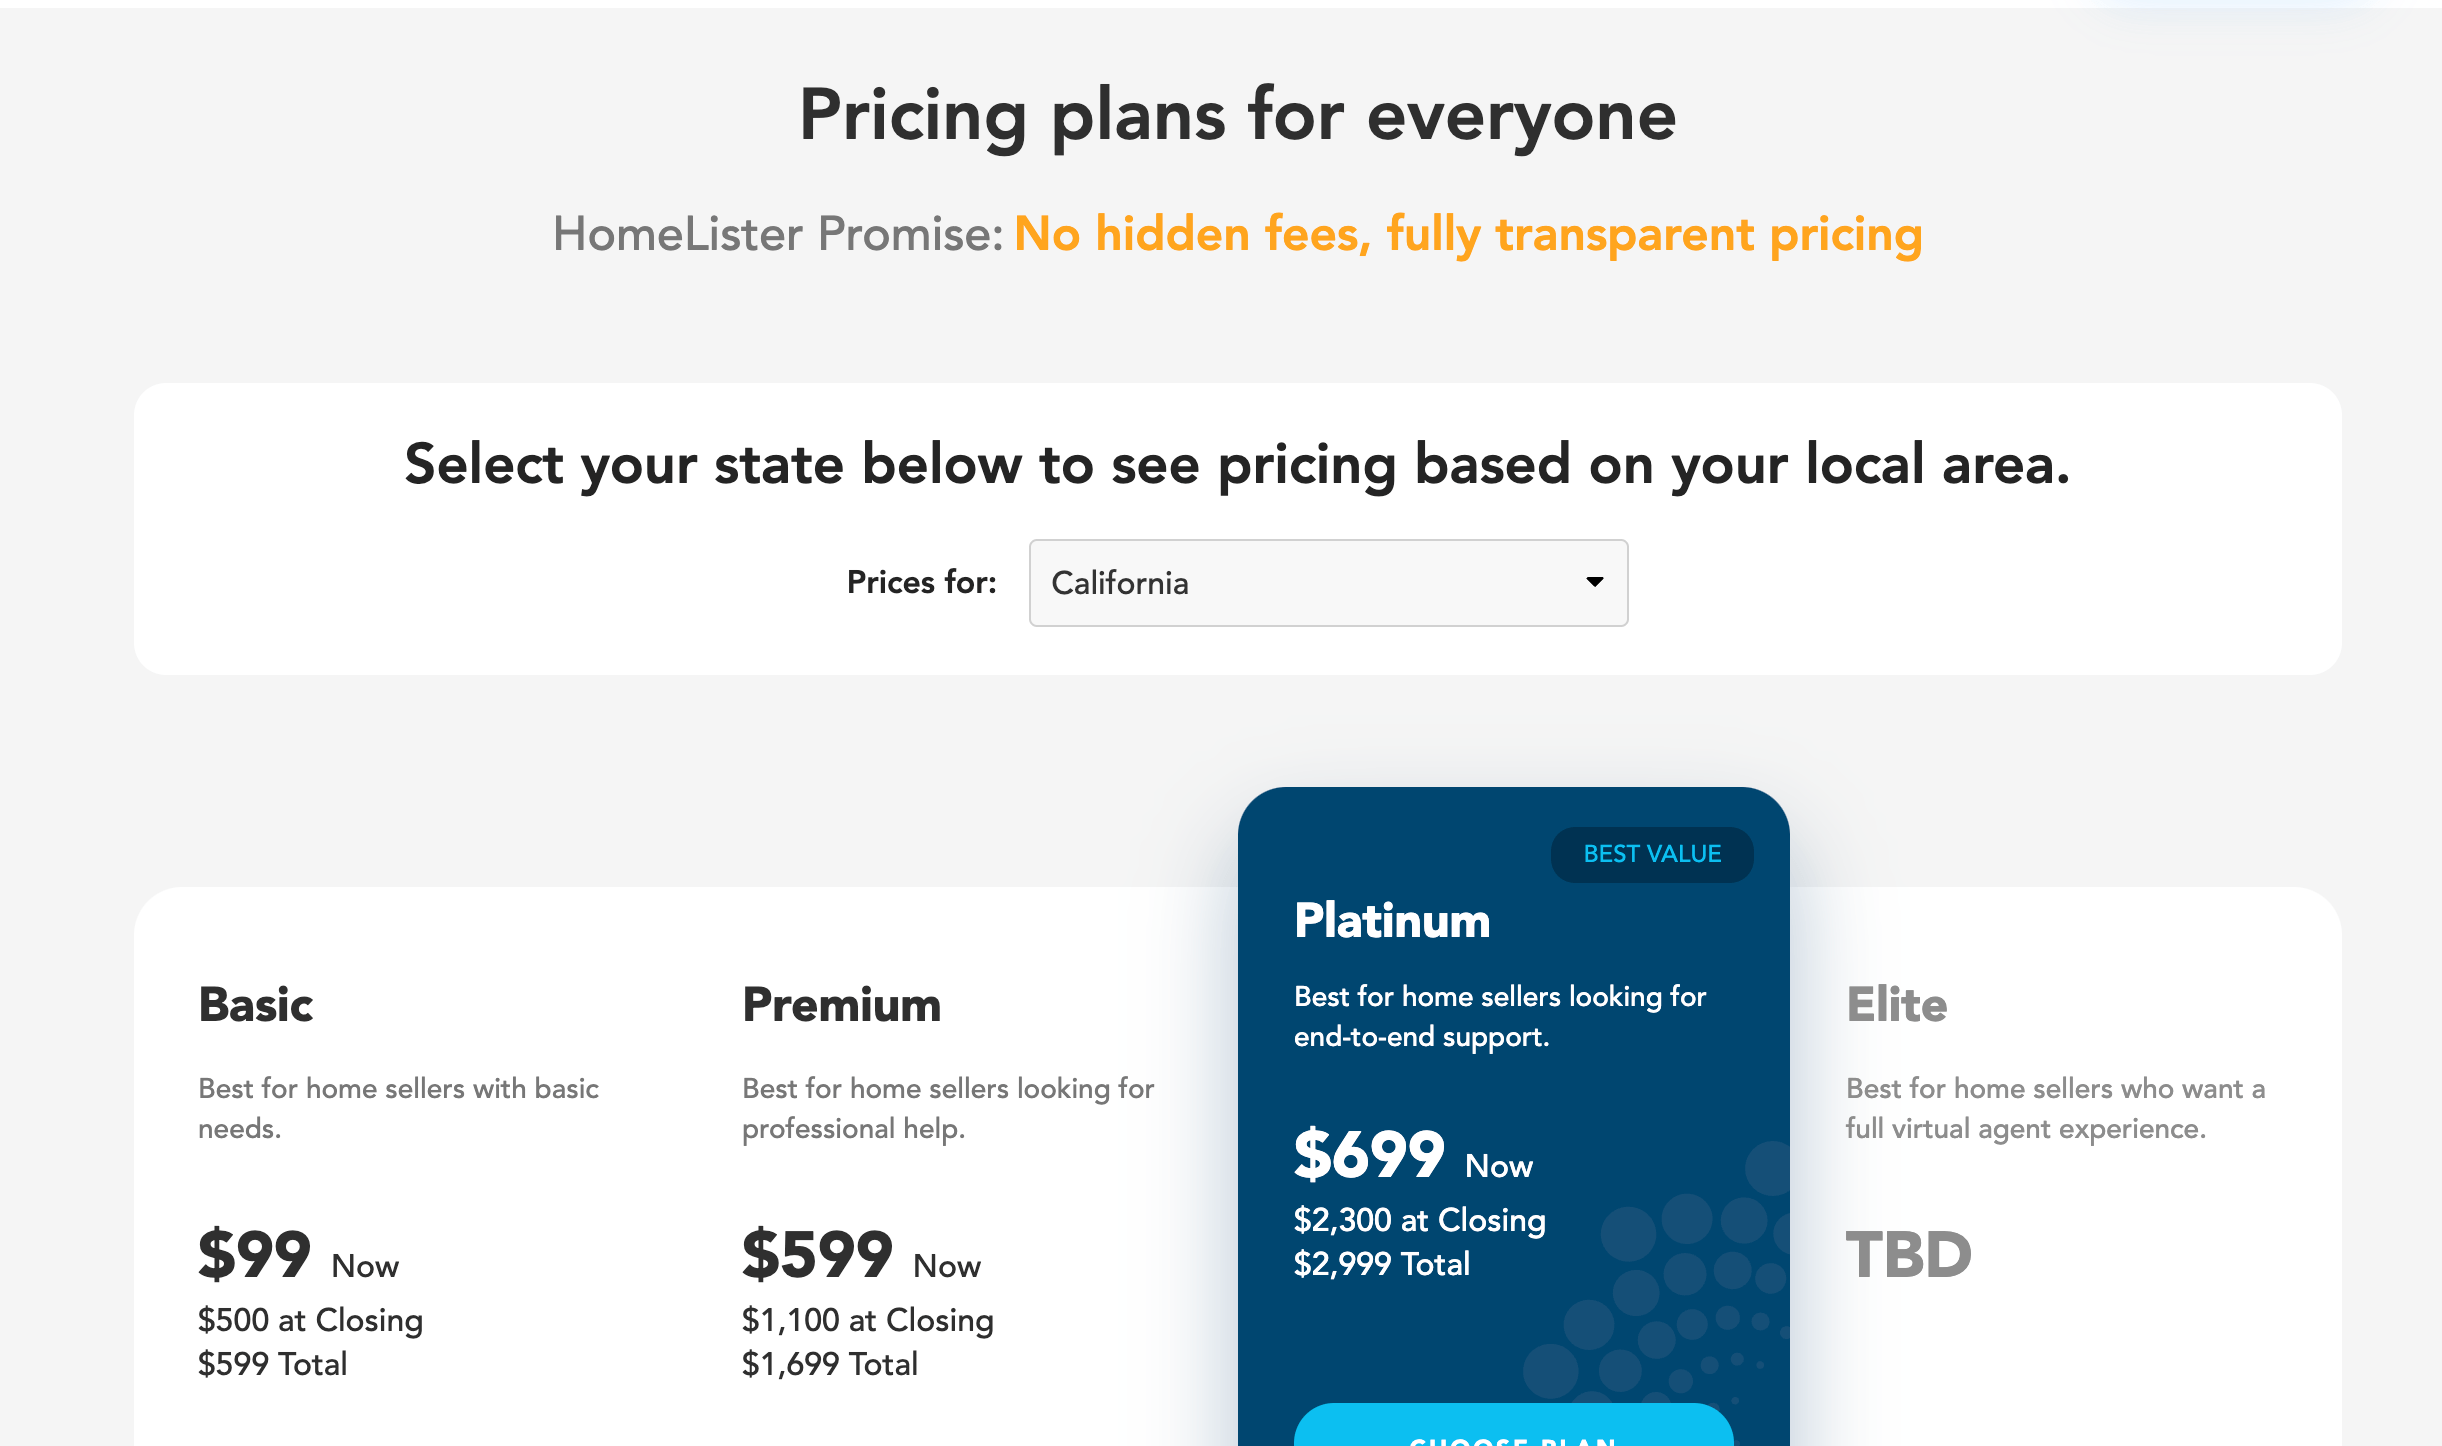 Pricing plans for everyone
HomeLister Promise: No hidden fees, fully transparent pricing
Select your state below to see pricing based on your local area.
Prices for:
California
Basic
Best for home sellers with basic
needs.
$99 Now
$500 at Closing
$599 Total
Premium
Best for home sellers looking for
professional help.
$599 Now
$1,100 at Closing
$1,699 Total
BEST VALUE
Platinum
Best for home sellers looking for
end-to-end support.
$699 Now
$2,300 at Closing
$2,999 Total
CHOOSE PLAN
Elite
Best for home sellers who want a
full virtual agent experience.
TBD